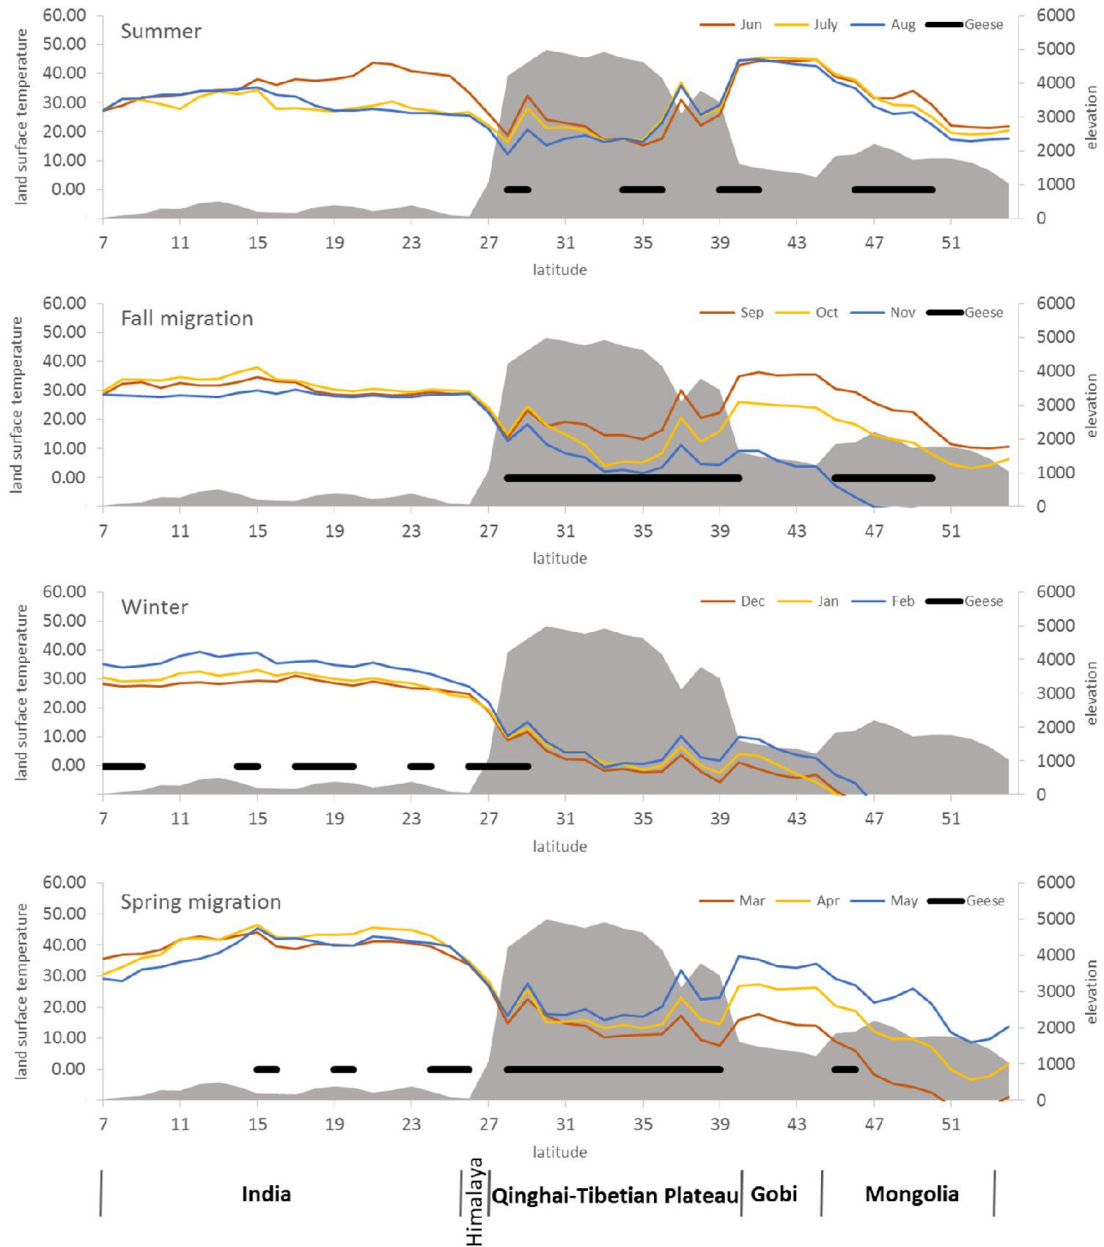 Summer
Jun July Aug Geese
60.00 50.00 40.00 30.00 20.00 10.00 0.00
land surface temperature
6000 5000 4000 3000 2000 1000 0
elevation
7 11 15 19 23 27 31 35 39 43 47 51
latitude
Fall migration
Sep Oct Nov Geese
60.00 50.00 40.00 30.00 20.00 10.00 0.00
land surface temperature
6000 5000 4000 3000 2000 1000 0
elevation
7 11 15 19 23 27 31 35 39 43 47 51
latitude
Winter
Dec Jan Feb Geese
60.00 50.00 40.00 30.00 20.00 10.00 0.00
land surface temperature
6000 5000 4000 3000 2000 1000 0
elevation
7 11 15 19 23 27 31 35 39 43 47 51
latitude
Spring migration
Mar Apr May Geese
60.00 50.00 40.00 30.00 20.00 10.00 0.00
land surface temperature
6000 5000 4000 3000 2000 1000 0
elevation
7 11 15 19 23 27 31 35 39 43 47 51
latitude
India Himalaya Qinghai-Tibetian Plateau Gobi Mongolia